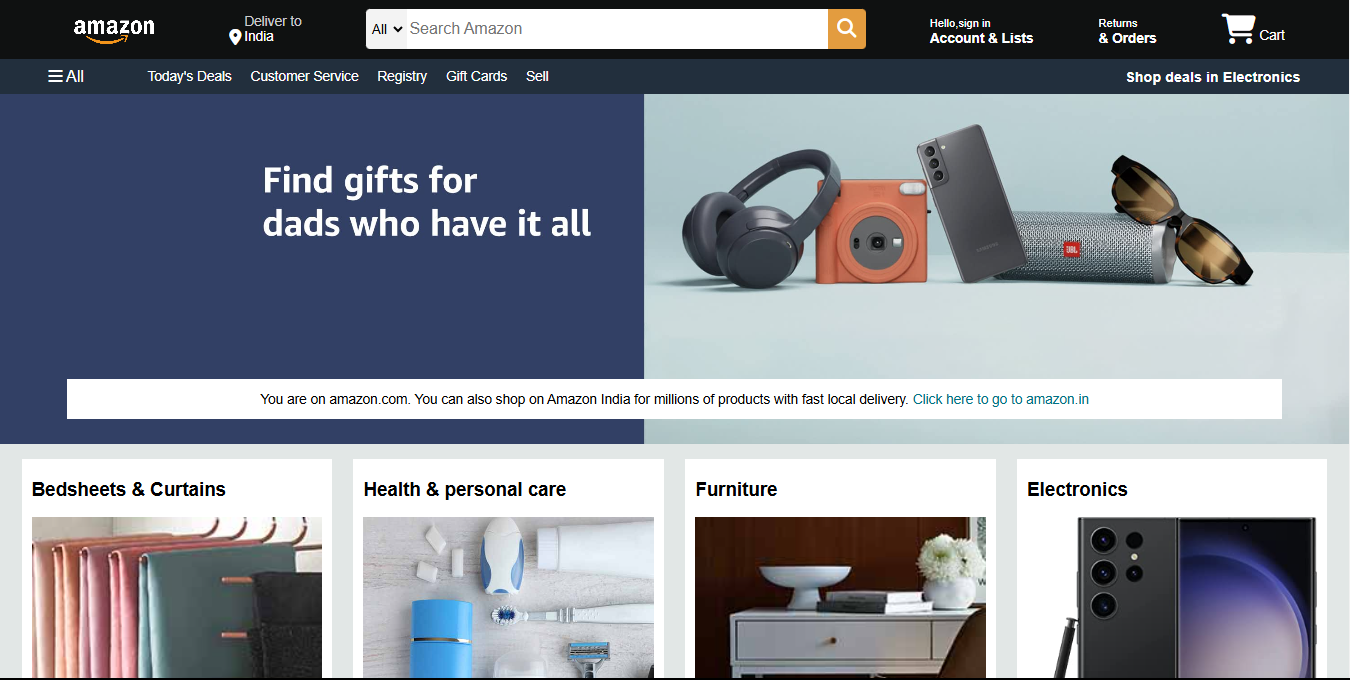 amazon
Deliver to
India
All
Search Amazon
Hello,sign in
Account & Lists
Returns
& Orders
Cart
All
Today's Deals
Customer Service
Registry
Gift Cards
Sell
Shop deals in Electronics
Find gifts for
dads who have it all
SAMSUNG
JBL
You are on amazon.com. You can also shop on Amazon India for millions of products with fast local delivery. Click here to go to amazon.in
Bedsheets & Curtains
Health & personal care
Furniture
Electronics